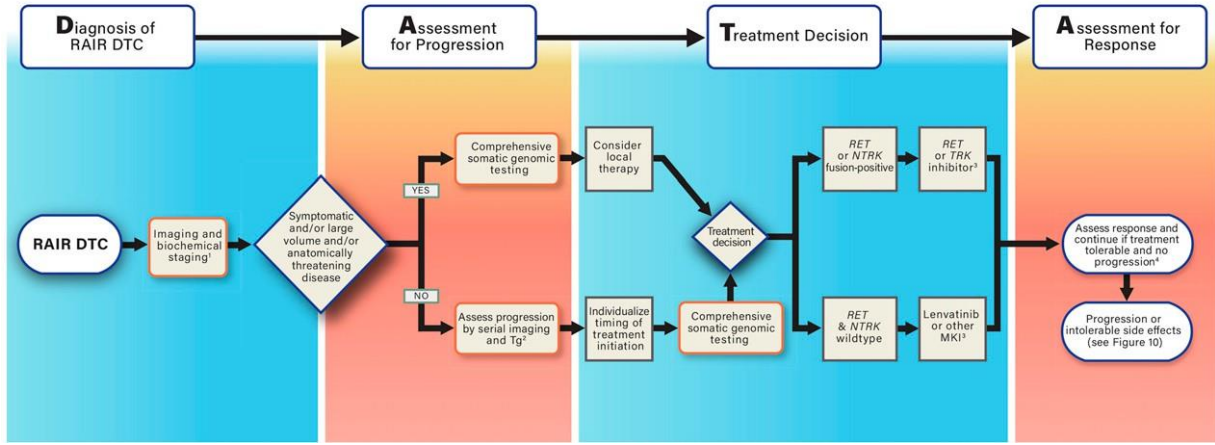 Diagnosis of
RAIR DTC
Assessment
for Progression
Treatment Decision
Assessment for
Response
RAIR DTC
Imaging and
biochemical
staging¹
Symptomatic
and/or large
volume and/or
anatomically
threatening
disease
YES
NO
Comprehensive
somatic genomic
testing
Assess progression
by serial imaging
and Tg²
Consider
local
therapy
Individualize
timing of
treatment
initiation
Comprehensive
somatic genomic
testing
Treatment
decision
RET
or NTRK
fusion-positive
RET
or TRK
inhibitor³
RET
& NTRK
wildtype
Lenvatinib
or other
MKI³
Assess response and
continue if treatment
tolerable and no
progression⁴
Progression or
intolerable side effects
(see Figure 10)